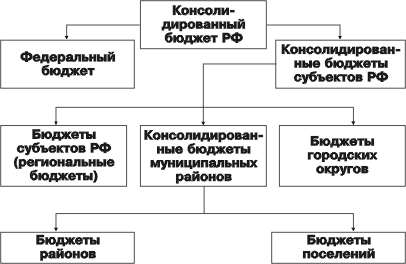 Консоли-
дированный
бюджет РФ
Федеральный
бюджет
Консолидирован-
ные бюджеты
субъектов РФ
Бюджеты
субъектов РФ
(региональные
бюджеты)
Консолидирован-
ные бюджеты
муниципальных
районов
Бюджеты
городских
округов
Бюджеты
районов
Бюджеты
поселений